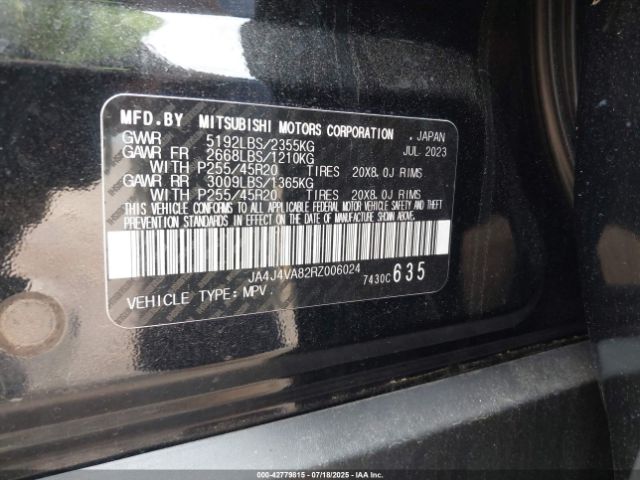 MFD.BY MITSUBISHI MOTORS CORPORATION . JAPAN
GWVR 5192LBS/2355KG JUL 2023
GAWR FR 2668LBS/1210KG
WITH P255/45R20 TIRES 20X8.0J RIMS
GAWR RR 3009LBS/1365KG
WITH P255/45R20 TIRES 20X8.0J RIMS
THIS VEHICLE CONFORMS TO ALL APPLICABLE FEDERAL MOTOR VEHICLE SAFETY AND THEFT
PREVENTION STANDARDS IN EFFECT ON THE DATE OF MANUFACTURE SHOWN ABOVE.
JA4J4VA82RZ006024
VEHICLE TYPE: MPV 7430C 635
000-42779815 | 07/18/2025 - IAAI.COM